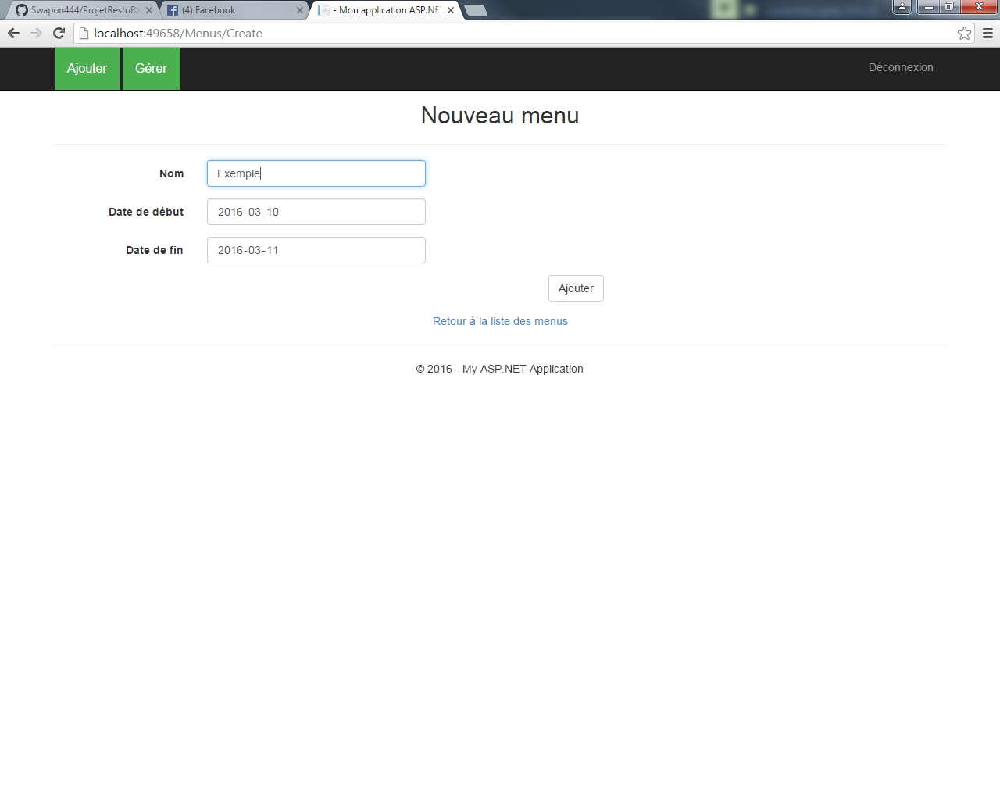 Swapon444/ProjetRestoRa
(4) Facebook
- Mon application ASP.NE
localhost:49658/Menus/Create
Ajouter
Gérer
Déconnexion
Nouveau menu
Nom
Exemple
Date de début
2016-03-10
Date de fin
2016-03-11
Ajouter
Retour à la liste des menus
© 2016 - My ASP.NET Application